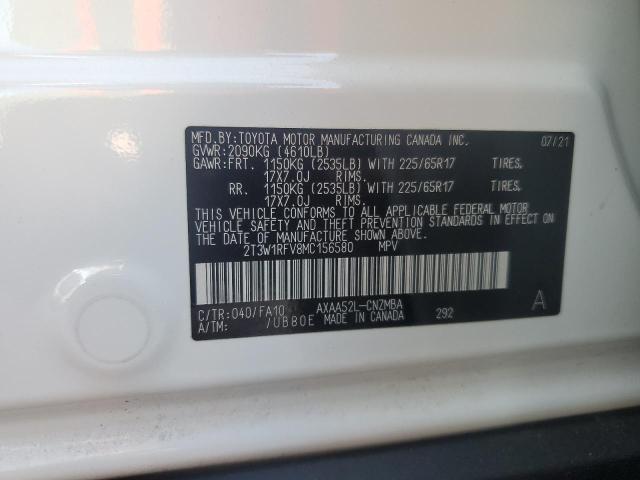 MFD.BY:TOYOTA MOTOR MANUFACTURING CANADA INC. 07/21
GVWR:2090KG (4610LB)
GAWR:FRT. 1150KG (2535LB) WITH 225/65R17 TIRES,
17X7.0J RIMS.
RR. 1150KG (2535LB) WITH 225/65R17 TIRES,
17X7.0J RIMS.
THIS VEHICLE CONFORMS TO ALL APPLICABLE FEDERAL MOTOR
VEHICLE SAFETY AND THEFT PREVENTION STANDARDS IN EFFECT ON
THE DATE OF MANUFACTURE SHOWN ABOVE.
2T3W1RFV8MC156580 MPV
C/TR:040/FA10 AXAA52L-CNZMBA 292 A
A/TM: /UB80E MADE IN CANADA